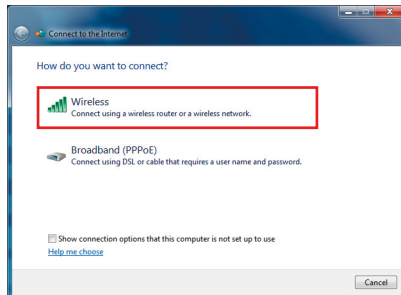 Connect to the Internet
How do you want to connect?
Wireless
Connect using a wireless router or a wireless network.
Broadband (PPPoE)
Connect using DSL or cable that requires a user name and password.
Show connection options that this computer is not set up to use
Help me choose
Cancel